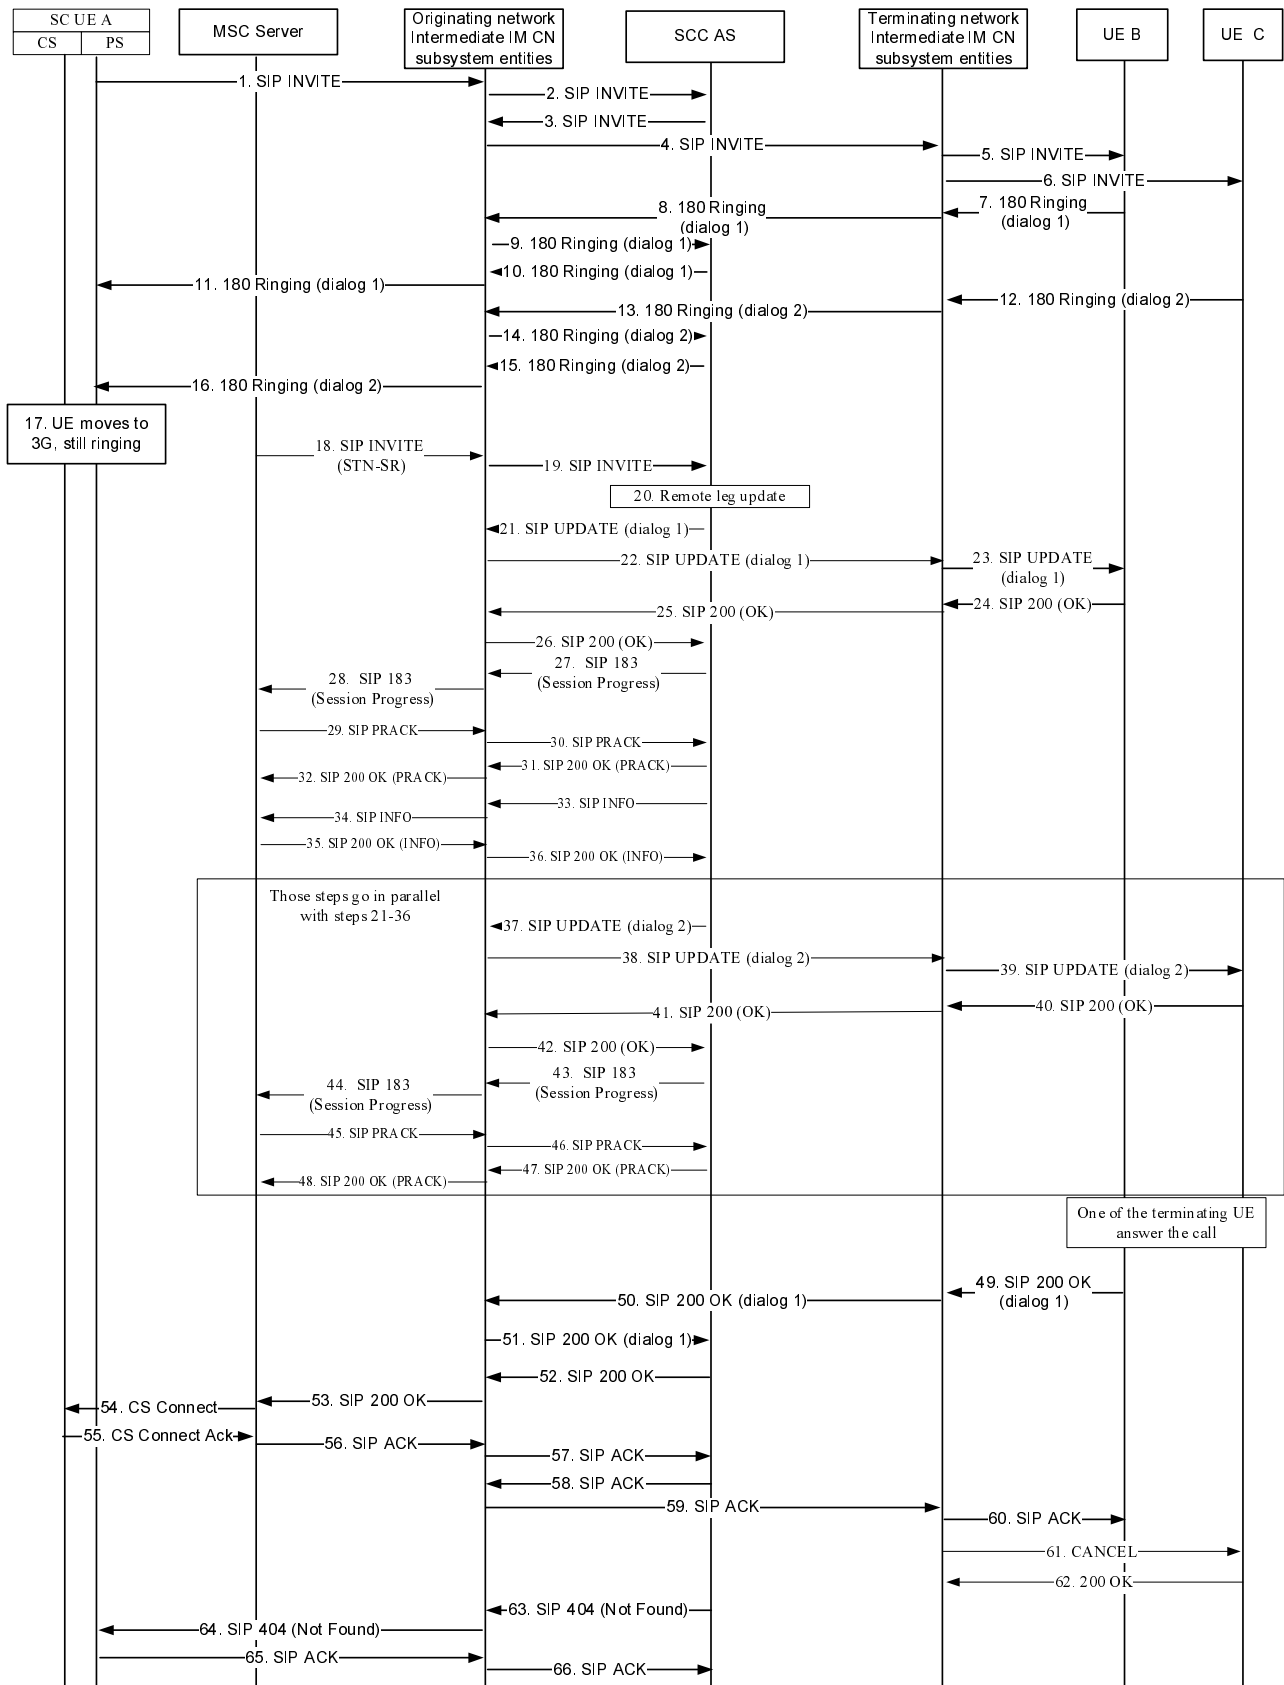 SC UE A
CS
PS
MSC Server
Originating network
Intermediate IM CN
subsystem entities
SCC AS
Terminating network
Intermediate IM CN
subsystem entities
UE B
UE C
1. SIP INVITE
2. SIP INVITE
3. SIP INVITE
4. SIP INVITE
5. SIP INVITE
6. SIP INVITE
7. 180 Ringing
(dialog 1)
8. 180 Ringing
(dialog 1)
9. 180 Ringing (dialog 1)
10. 180 Ringing (dialog 1)
11. 180 Ringing (dialog 1)
12. 180 Ringing (dialog 2)
13. 180 Ringing (dialog 2)
14. 180 Ringing (dialog 2)
15. 180 Ringing (dialog 2)
16. 180 Ringing (dialog 2)
17. UE moves to
3G, still ringing
18. SIP INVITE
(STN-SR)
19. SIP INVITE
20. Remote leg update
21. SIP UPDATE (dialog 1)
22. SIP UPDATE (dialog 1)
23. SIP UPDATE
(dialog 1)
24. SIP 200 (OK)
25. SIP 200 (OK)
26. SIP 200 (OK)
27. SIP 183
(Session Progress)
28. SIP 183
(Session Progress)
29. SIP PRACK
30. SIP PRACK
31. SIP 200 OK (PRACK)
32. SIP 200 OK (PRACK)
33. SIP INFO
34. SIP INFO
35. SIP 200 OK (INFO)
36. SIP 200 OK (INFO)
Those steps go in parallel
with steps 21-36
37. SIP UPDATE (dialog 2)
38. SIP UPDATE (dialog 2)
39. SIP UPDATE (dialog 2)
40. SIP 200 (OK)
41. SIP 200 (OK)
42. SIP 200 (OK)
43. SIP 183
(Session Progress)
44. SIP 183
(Session Progress)
45. SIP PRACK
46. SIP PRACK
47. SIP 200 OK (PRACK)
48. SIP 200 OK (PRACK)
One of the terminating UE
answer the call
49. SIP 200 OK
(dialog 1)
50. SIP 200 OK (dialog 1)
51. SIP 200 OK (dialog 1)
52. SIP 200 OK
53. SIP 200 OK
54. CS Connect
55. CS Connect Ack
56. SIP ACK
57. SIP ACK
58. SIP ACK
59. SIP ACK
60. SIP ACK
61. CANCEL
62. 200 OK
63. SIP 404 (Not Found)
64. SIP 404 (Not Found)
65. SIP ACK
66. SIP ACK